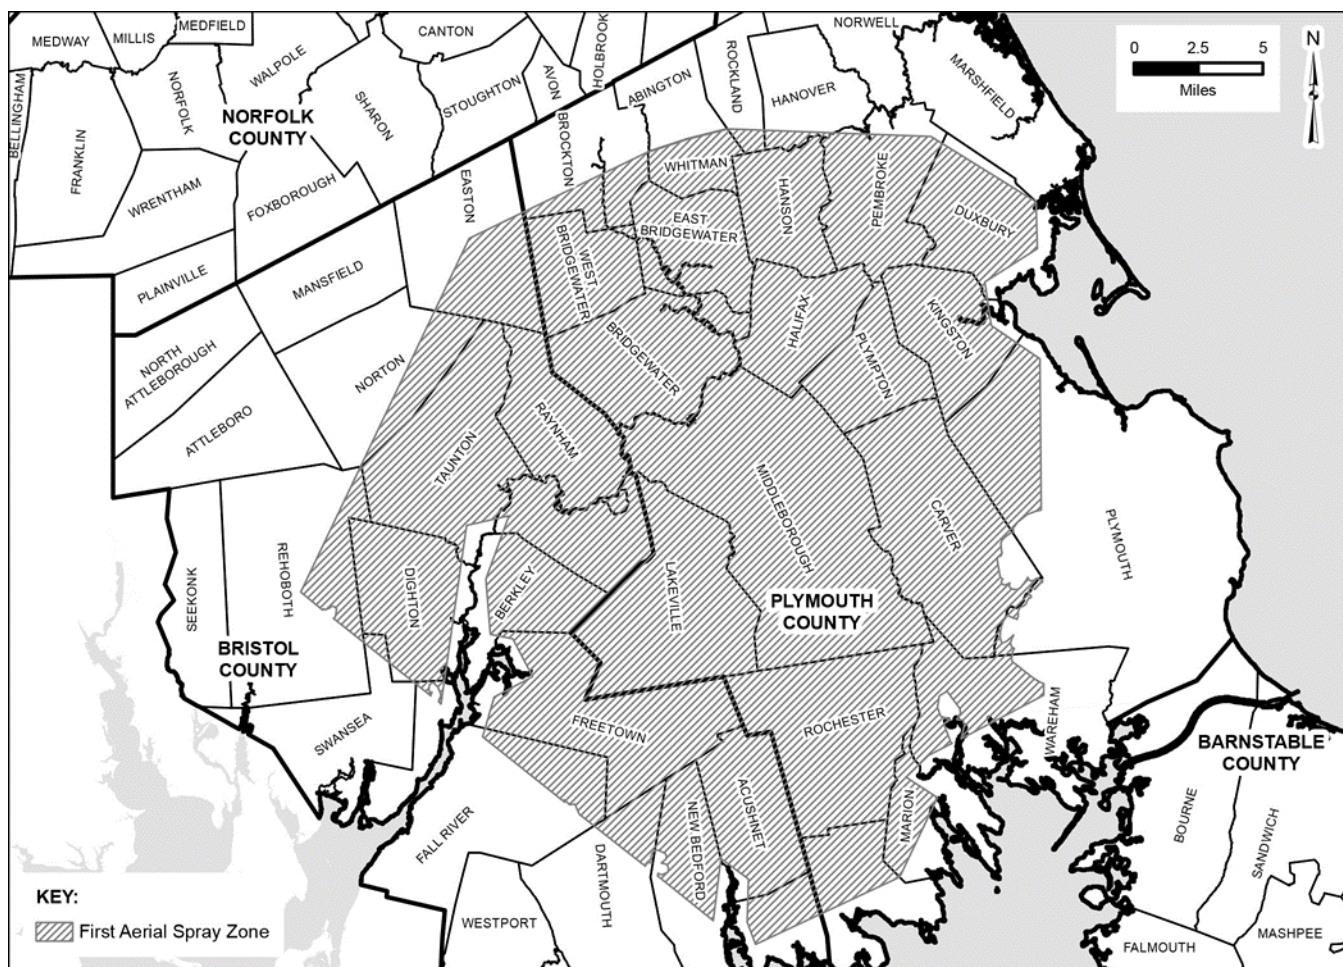 MEDWAY
MILLIS
MEDFIELD
CANTON
HOLBROOK
NORWELL
BELLINGHAM
FRANKLIN
NORFOLK
WALPOLE
NORFOLK
COUNTY
SHARON
STOUGHTON
AVON
BROCKTON
ABINGTON
ROCKLAND
HANOVER
MARSHFIELD
0
2.5
5
Miles
N
WRENTHAM
FOXBOROUGH
EASTON
WHITMAN
HANSON
PEMBROKE
DUXBURY
PLAINVILLE
MANSFIELD
WEST
BRIDGEWATER
EAST
BRIDGEWATER
NORTH
ATTLEBOROUGH
NORTON
BRIDGEWATER
HALIFAX
PLYMPTON
KINGSTON
ATTLEBORO
TAUNTON
RAYNHAM
MIDDLEBOROUGH
CARVER
PLYMOUTH
SEEKONK
REHOBOTH
DIGHTON
BERKLEY
LAKEVILLE
PLYMOUTH
COUNTY
BRISTOL
COUNTY
SWANSEA
FREETOWN
ROCHESTER
WAREHAM
BARNSTABLE
COUNTY
FALL RIVER
NEW BEDFORD
ACUSHNET
MARION
BOURNE
SANDWICH
DARTMOUTH
WESTPORT
FALMOUTH
MASHPEE
KEY:
First Aerial Spray Zone